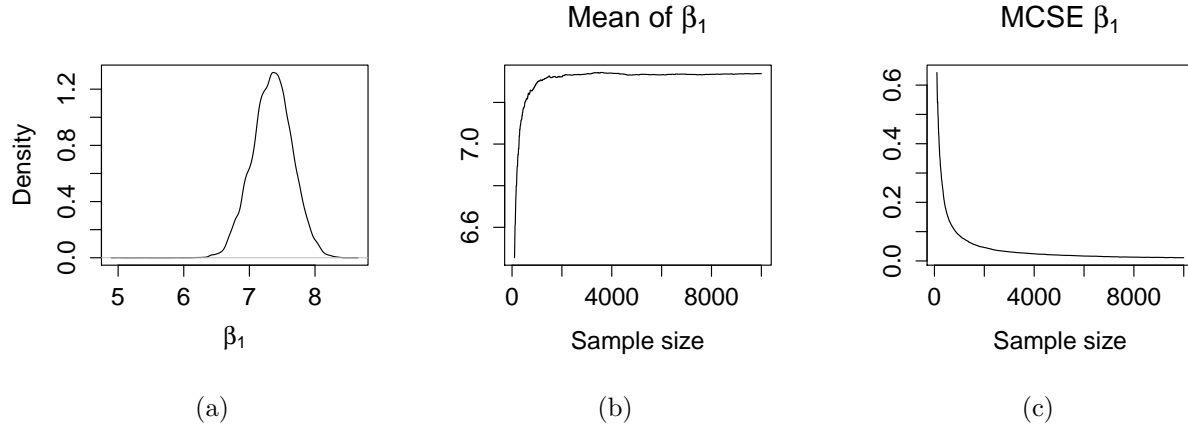 Mean of β1
MCSE β1
Density
0.0 0.4 0.8 1.2
5 6 7 8
β1
6.6 7.0
0 4000 8000
Sample size
0.0 0.2 0.4 0.6
0 4000 8000
Sample size
(a) (b) (c)